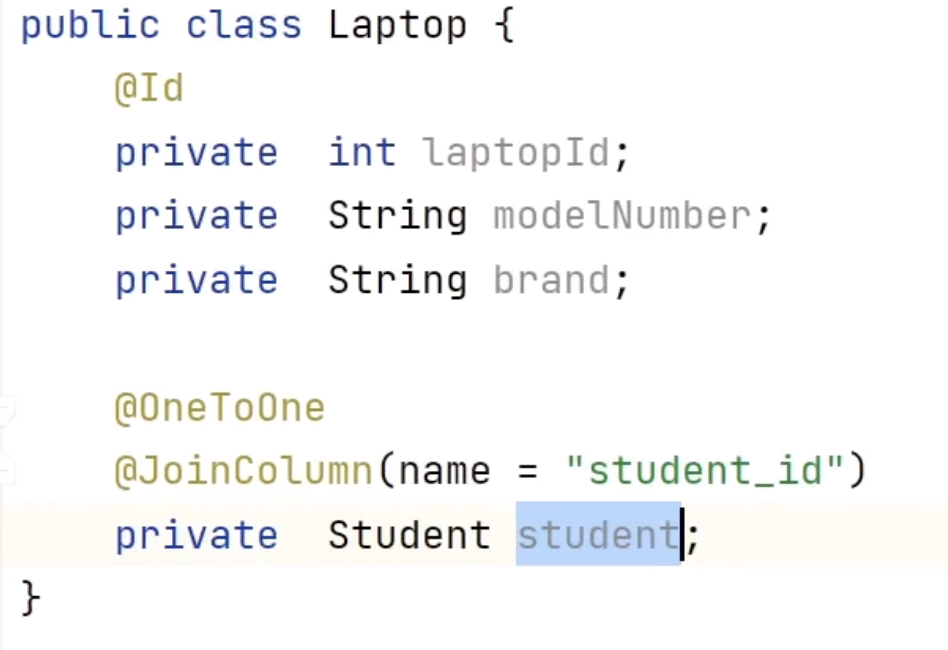 public class Laptop {
@Id
private int laptopId;
private String modelNumber;
private String brand;
@OneToOne
@JoinColumn(name = "student_id")
private Student student;
}